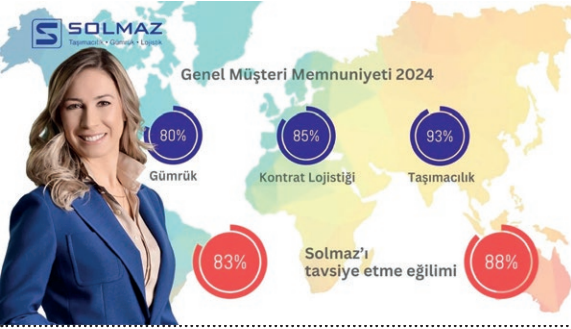 SOLMAZ
Taşımacılık • Gümrük • Lojistik
Genel Müşteri Memnuniyeti 2024
80%
85%
93%
Gümrük
Kontrat Lojistiği
Taşımacılık
83%
Solmaz’ı
tavsiye etme eğilimi
88%